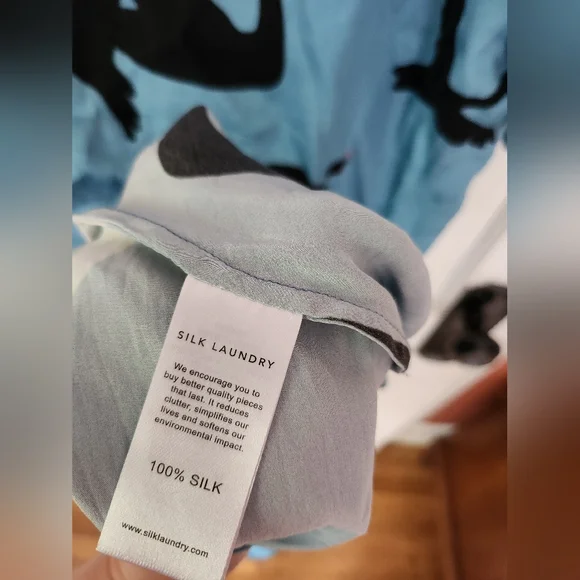 SILK LAUNDRY
We encourage you to
buy better quality pieces
that last. It reduces
clutter, simplifies our
lives and softens our
environmental impact.
100% SILK
www.silklaundry.com